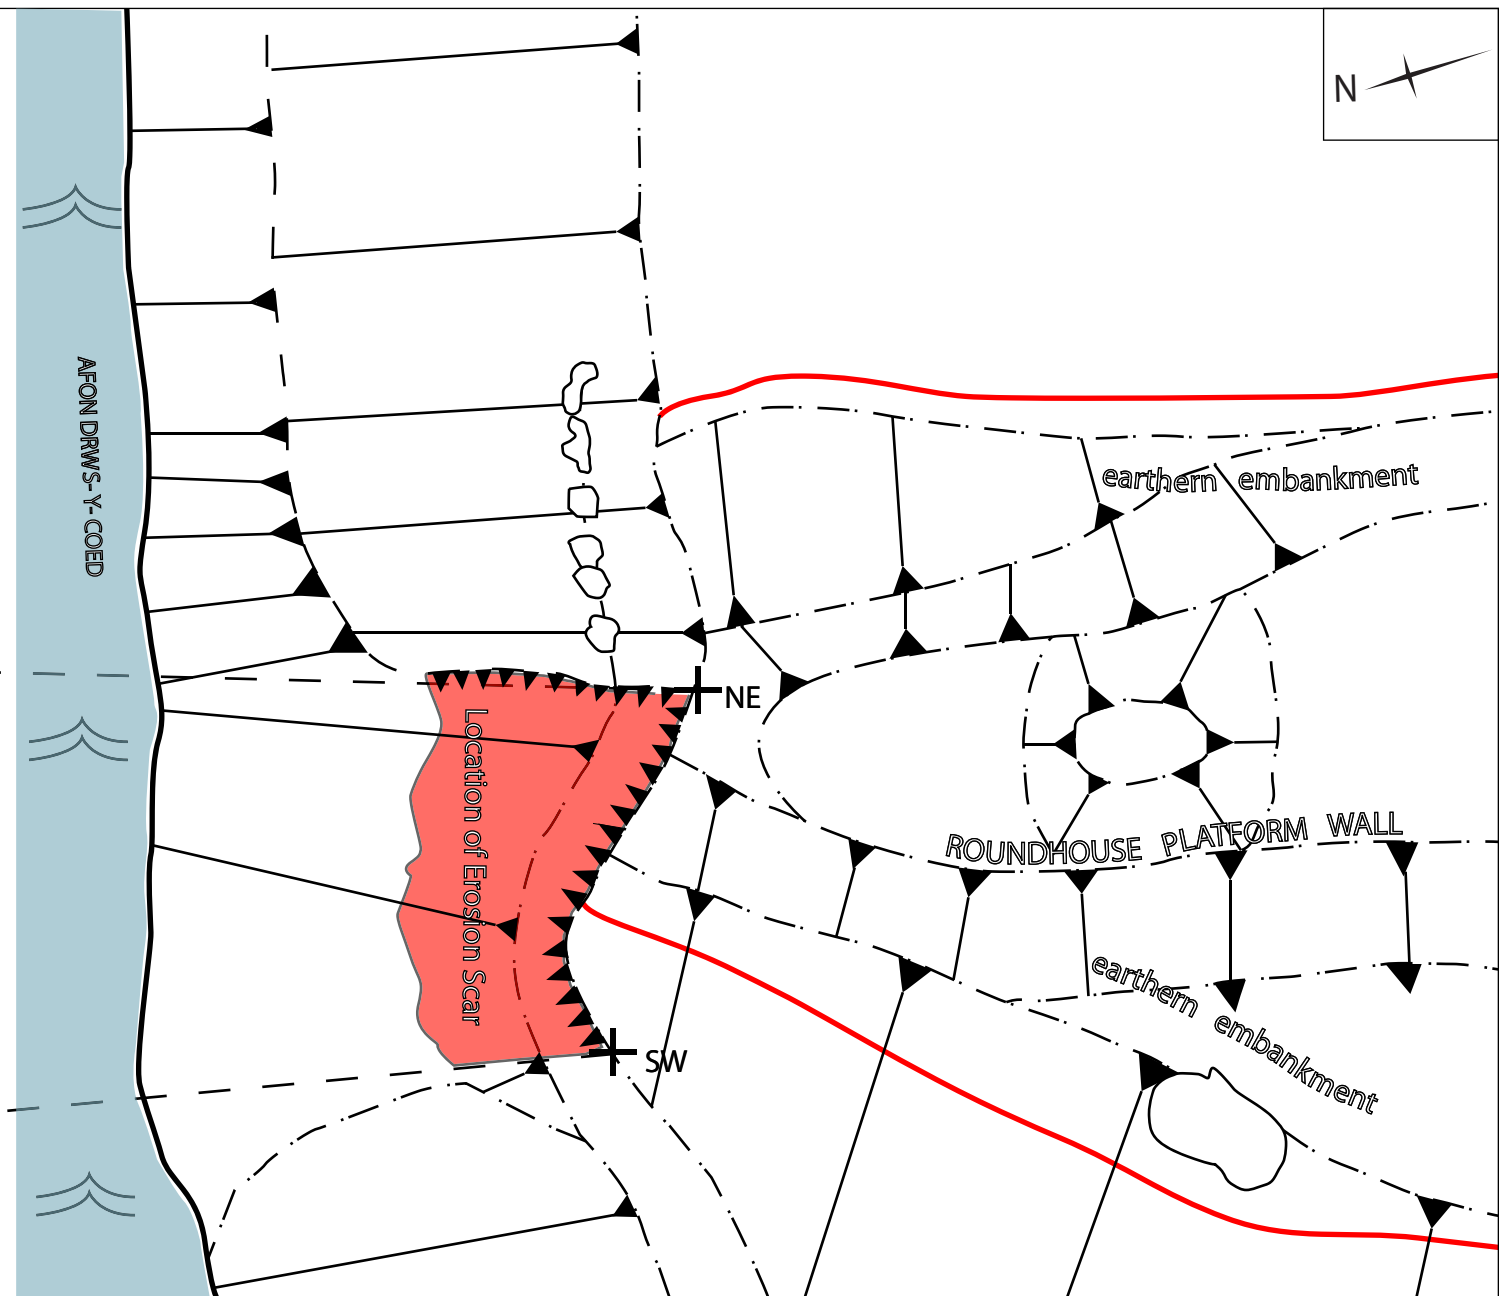 N
AFON DRWS-Y-COED
earthern embankment
NE
Location of Erosion Scar
ROUNDHOUSE PLATFORM WALL
earthern embankment
SW